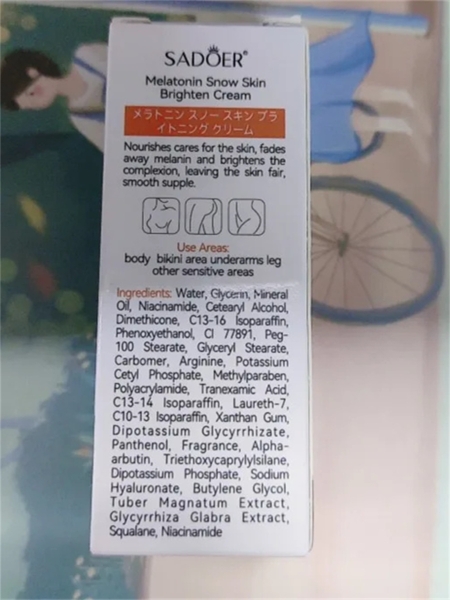 SADOER®
Melatonin Snow Skin
Brighten Cream
メラトニン スノー スキン ブラ
イトニング クリーム
Nourishes cares for the skin, fades
away melanin and brightens the
complexion, leaving the skin fair,
smooth supple.
Use Areas:
body bikini area underarms leg
other sensitive areas
Ingredients: Water, Glycerin, Mineral
Oil, Niacinamide, Cetearyl Alcohol,
Dimethicone, C13-16 Isoparaffin,
Phenoxyethanol, CI 77891, Peg-
100 Stearate, Glyceryl Stearate,
Carbomer, Arginine, Potassium
Cetyl Phosphate, Methylparaben,
Polyacrylamide, Tranexamic Acid,
C13-14 Isoparaffin, Laureth-7,
C10-13 Isoparaffin, Xanthan Gum,
Dipotassium Glycyrrhizate,
Panthenol, Fragrance, Alpha-
arbutin, Triethoxycaprylylsilane,
Dipotassium Phosphate, Sodium
Hyaluronate, Butylene Glycol,
Tuber Magnatum Extract,
Glycyrrhiza Glabra Extract,
Squalane, Niacinamide